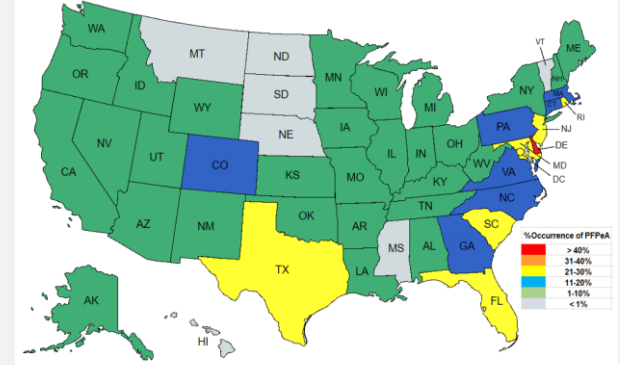 WA
MT
ND
MN
VT
ME
OR
ID
SD
WI
NY
NH
MA
CT
RI
WY
MI
NE
IA
PA
NJ
NV
UT
CO
IL
IN
OH
DE
MD
DC
CA
KS
MO
WV
VA
KY
NC
TN
AZ
NM
OK
AR
SC
MS
AL
GA
TX
LA
FL
AK
HI
%Occurrence of PFPeA
> 40%
31-40%
21-30%
11-20%
1-10%
< 1%